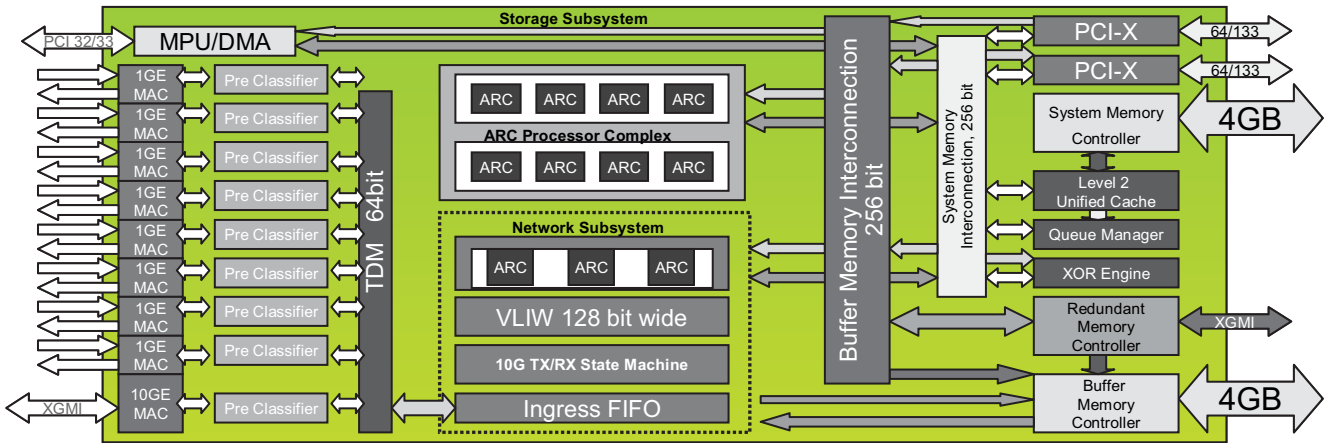 Storage Subsystem
PCI 32/33
MPU/DMA
1GE
MAC
Pre Classifier
1GE
MAC
Pre Classifier
1GE
MAC
Pre Classifier
1GE
MAC
Pre Classifier
1GE
MAC
Pre Classifier
1GE
MAC
Pre Classifier
1GE
MAC
Pre Classifier
1GE
MAC
Pre Classifier
XGMI
10GE
MAC
Pre Classifier
TDM 64bit
ARC ARC ARC ARC
ARC Processor Complex
ARC ARC ARC ARC
Network Subsystem
ARC ARC ARC
VLIW 128 bit wide
10G TX/RX State Machine
Ingress FIFO
Buffer Memory Interconnection
256 bit
System Memory
Interconnection, 256 bit
PCI-X
64/133
PCI-X
64/133
System Memory
Controller
4GB
Level 2
Unified Cache
Queue Manager
XOR Engine
Redundant
Memory
Controller
XGMI
Buffer
Memory
Controller
4GB